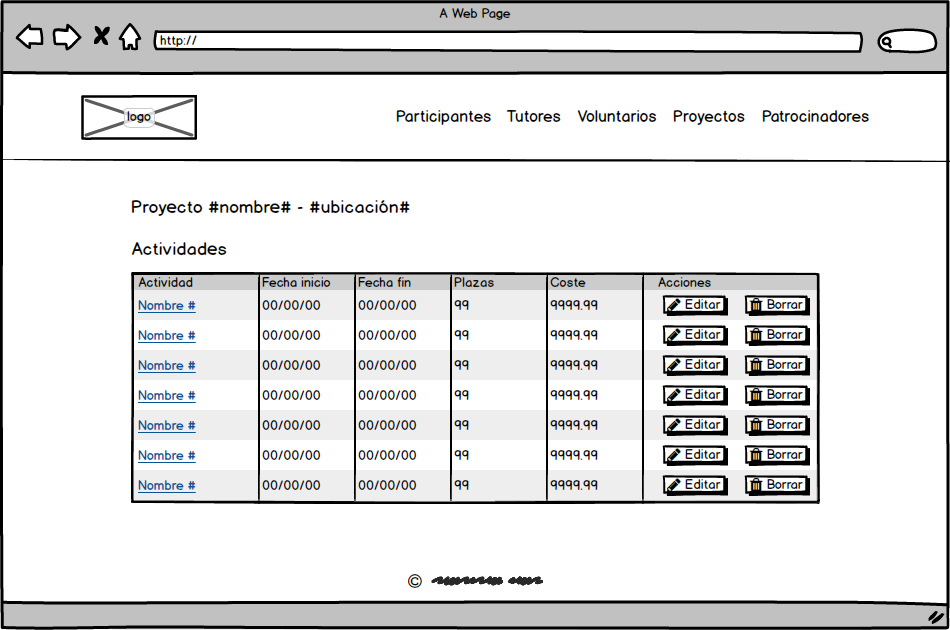 A Web Page
http://
logo
Participantes Tutores Voluntarios Proyectos Patrocinadores
Proyecto #nombre# - #ubicación#
Actividades
Actividad Fecha inicio Fecha fin Plazas Coste Acciones
Nombre # 00/00/00 00/00/00 99 9999.99 Editar Borrar
Nombre # 00/00/00 00/00/00 99 9999.99 Editar Borrar
Nombre # 00/00/00 00/00/00 99 9999.99 Editar Borrar
Nombre # 00/00/00 00/00/00 99 9999.99 Editar Borrar
Nombre # 00/00/00 00/00/00 99 9999.99 Editar Borrar
Nombre # 00/00/00 00/00/00 99 9999.99 Editar Borrar
Nombre # 00/00/00 00/00/00 99 9999.99 Editar Borrar
©